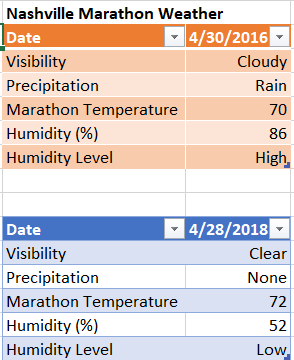 Nashville Marathon Weather
Date 4/30/2016
Visibility Cloudy
Precipitation Rain
Marathon Temperature 70
Humidity (%) 86
Humidity Level High
Date 4/28/2018
Visibility Clear
Precipitation None
Marathon Temperature 72
Humidity (%) 52
Humidity Level Low